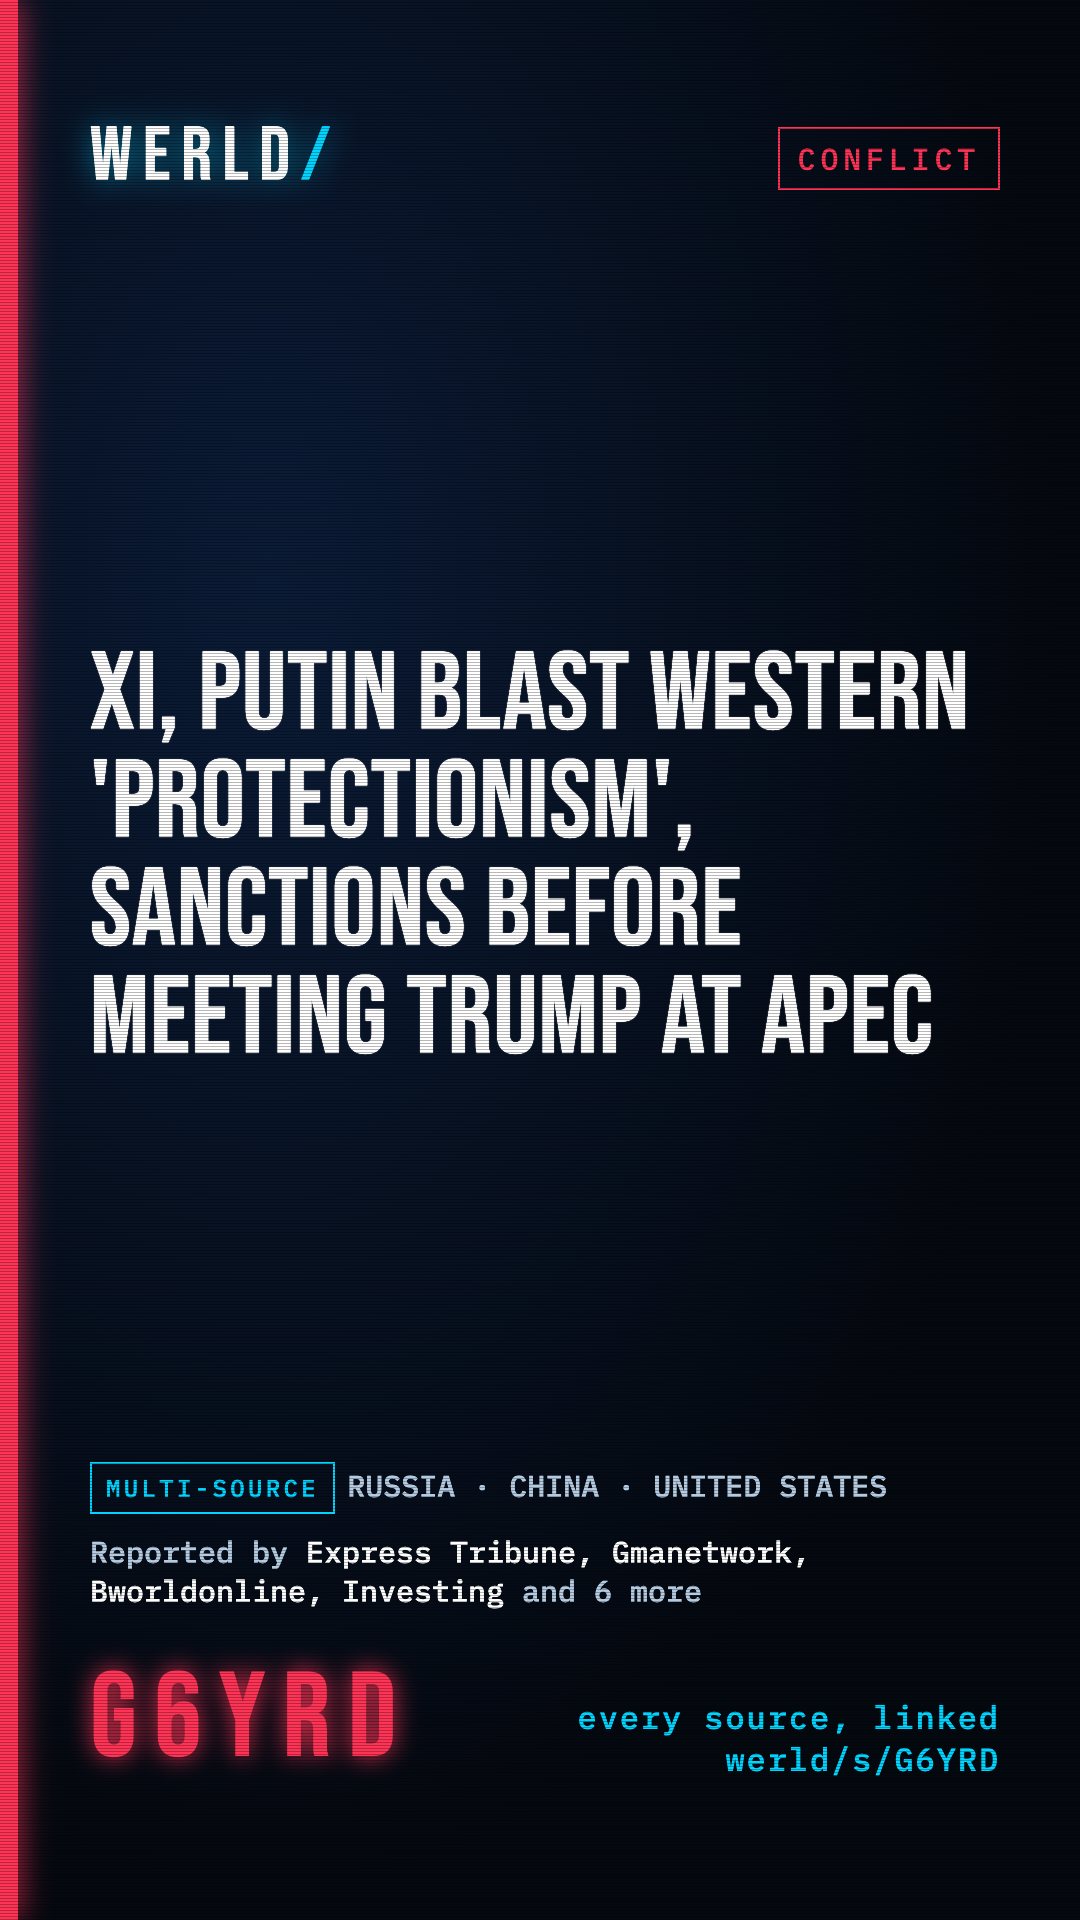 WERLD/
CONFLICT
XI, PUTIN BLAST WESTERN
'PROTECTIONISM',
SANCTIONS BEFORE
MEETING TRUMP AT APEC
MULTI-SOURCE RUSSIA · CHINA · UNITED STATES
Reported by Express Tribune, Gmanetwork,
Bworldonline, Investing and 6 more
G6YRD
every source, linked
werld/s/G6YRD